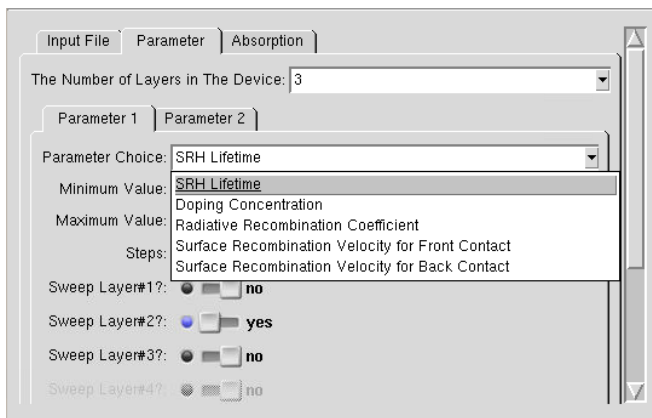 Input File Parameter Absorption
The Number of Layers in The Device: 3
Parameter 1 Parameter 2
Parameter Choice: SRH Lifetime
Minimum Value: SRH Lifetime
Doping Concentration
Maximum Value: Radiative Recombination Coefficient
Steps: Surface Recombination Velocity for Front Contact
Surface Recombination Velocity for Back Contact
Sweep Layer#1?: no
Sweep Layer#2?: yes
Sweep Layer#3?: no
Sweep Layer#4?: no